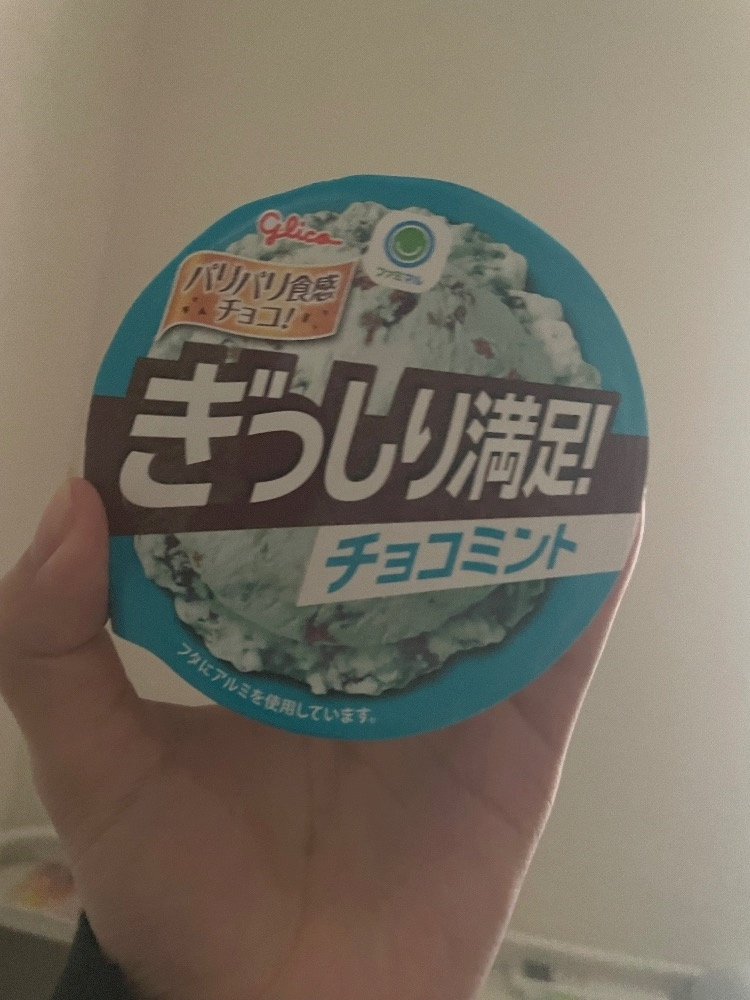 Glico
ファミマル
パリパリ食感
チョコ!
ぎっしり満足!
チョコミント
フタにアルミを使用しています。